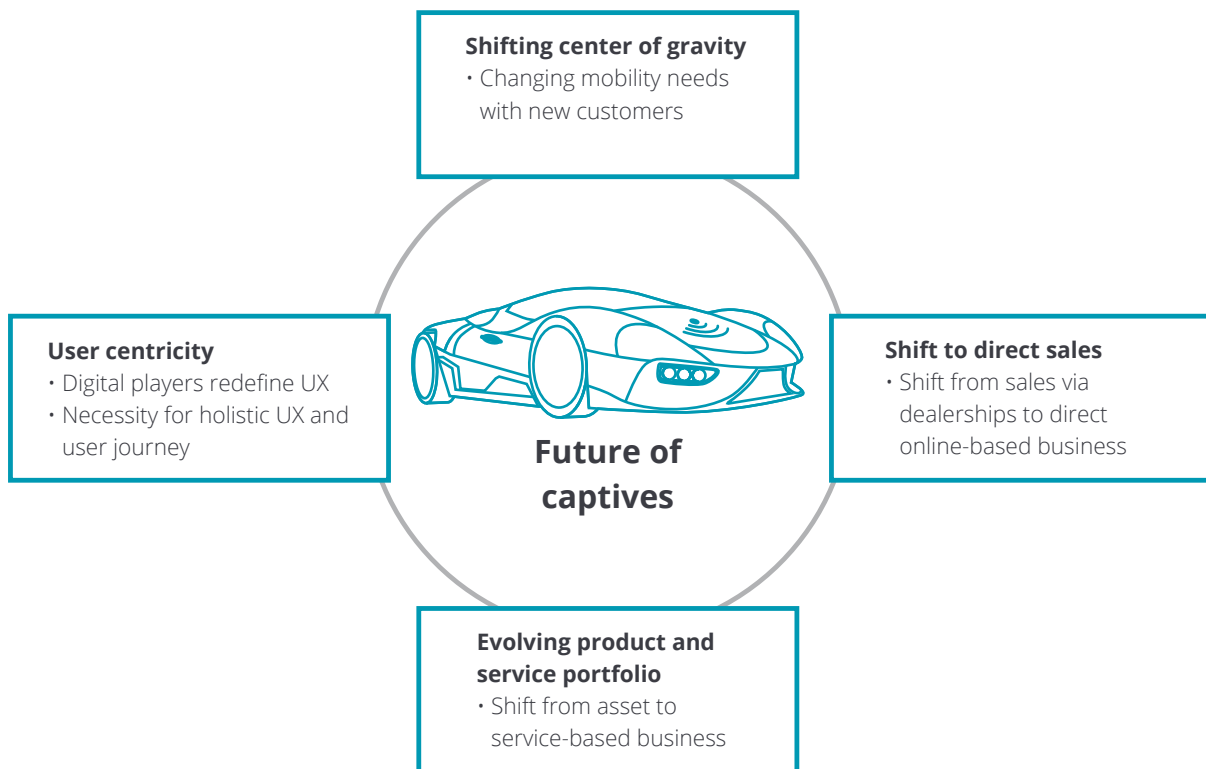 Shifting center of gravity
• Changing mobility needs
with new customers
User centricity
• Digital players redefine UX
• Necessity for holistic UX and
user journey
Shift to direct sales
• Shift from sales via
dealerships to direct
online-based business
Future of
captives
Evolving product and
service portfolio
• Shift from asset to
service-based business